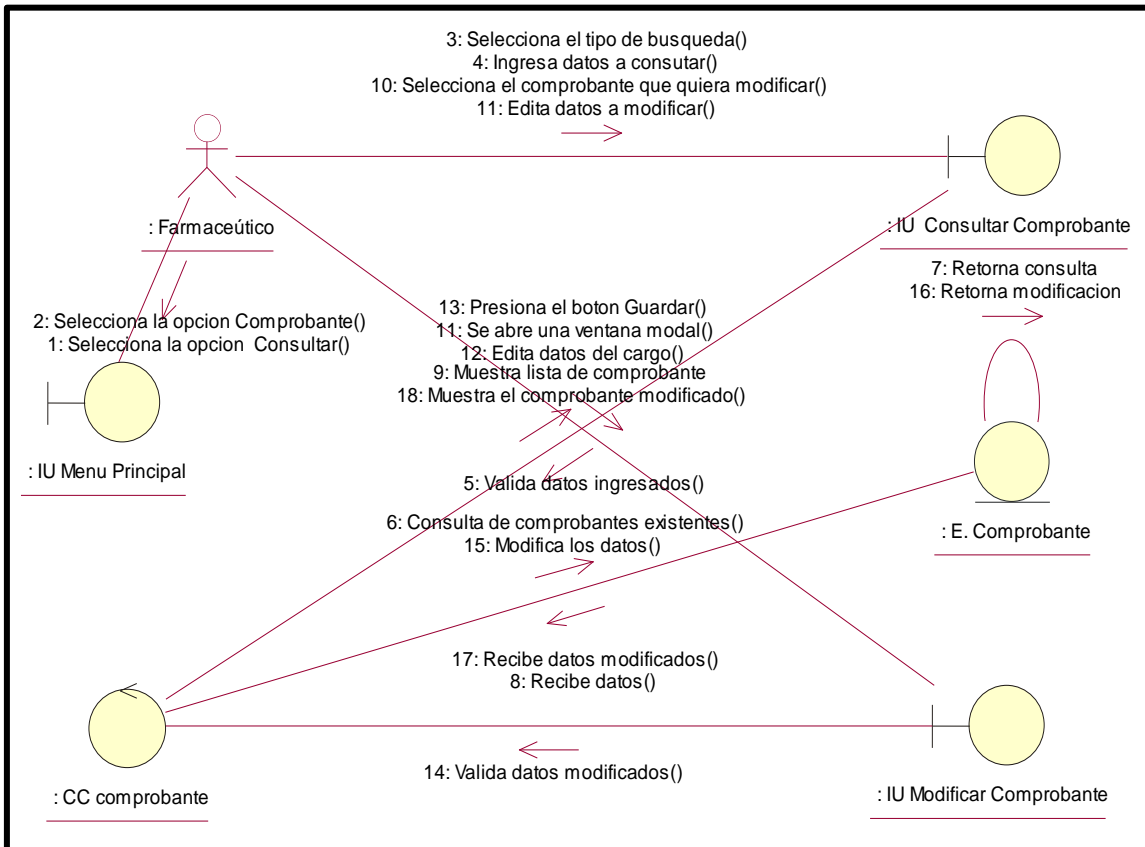 3: Selecciona el tipo de busqueda()
4: Ingresa datos a consutar()
10: Selecciona el comprobante que quiera modificar()
11: Edita datos a modificar()
: Farmaceútico
: IU Consultar Comprobante
7: Retorna consulta
16: Retorna modificacion
2: Selecciona la opcion Comprobante()
1: Selecciona la opcion Consultar()
13: Presiona el boton Guardar()
11: Se abre una ventana modal()
12: Edita datos del cargo()
9: Muestra lista de comprobante
18: Muestra el comprobante modificado()
: IU Menu Principal
5: Valida datos ingresados()
6: Consulta de comprobantes existentes()
15: Modifica los datos()
: E. Comprobante
17: Recibe datos modificados()
8: Recibe datos()
14: Valida datos modificados()
: CC comprobante
: IU Modificar Comprobante